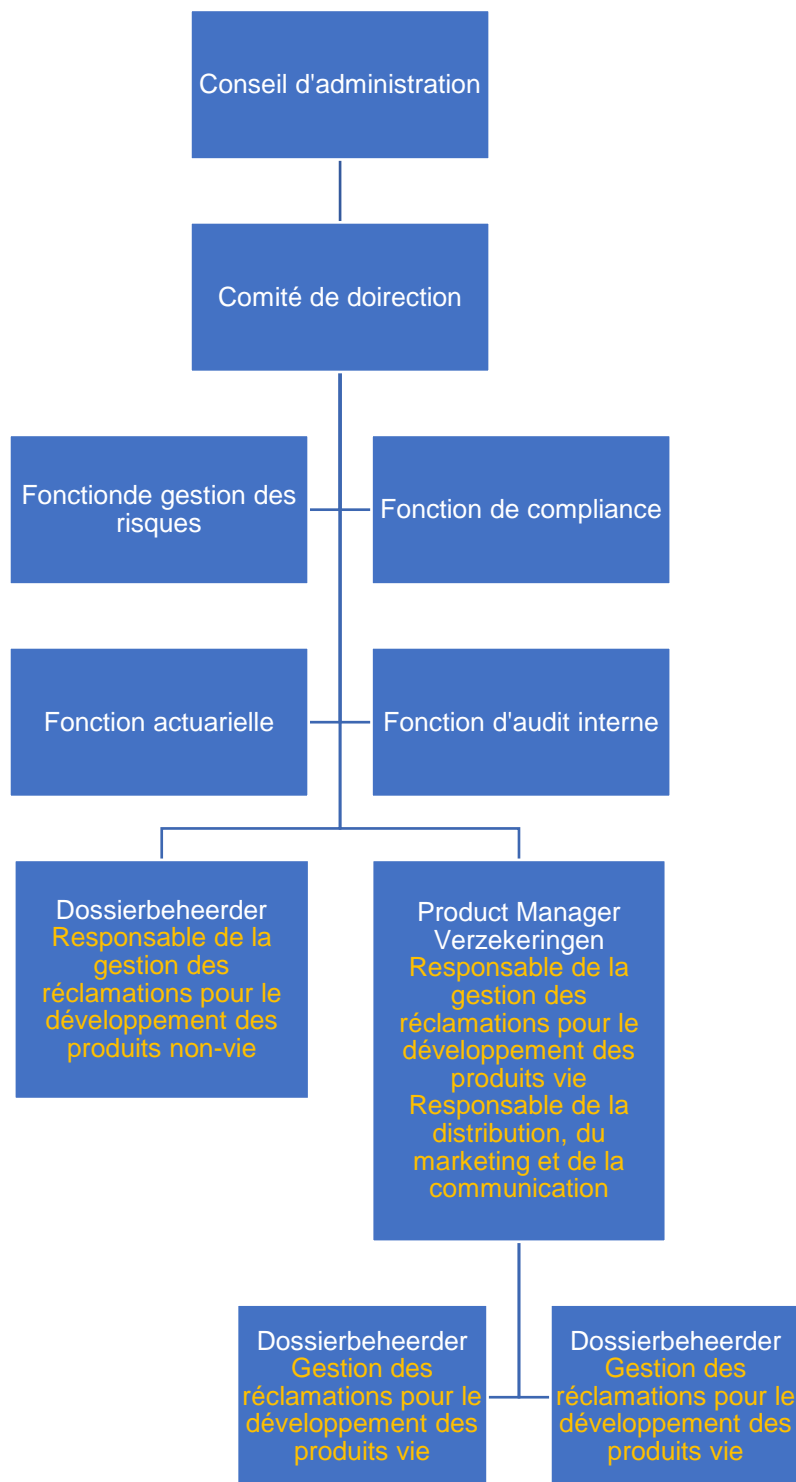 Conseil d'administration
Comité de doirection
Fonctionde gestion des
risques
Fonction de compliance
Fonction actuarielle
Fonction d'audit interne
Dossierbeheerder
Responsable de la
gestion des
réclamations pour le
développement des
produits non-vie
Product Manager
Verzekeringen
Responsable de la
gestion des
réclamations pour le
développement des
produits vie
Responsable de la
distribution, du
marketing et de la
communication
Dossierbeheerder
Gestion des
réclamations pour le
développement des
produits vie
Dossierbeheerder
Gestion des
réclamations pour le
développement des
produits vie